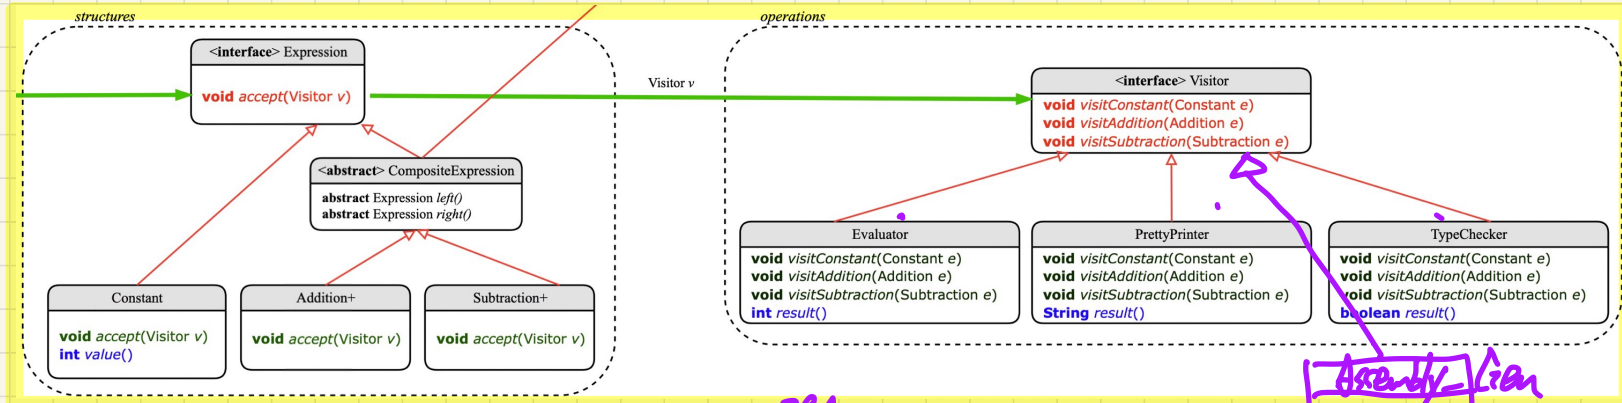 structures
<interface> Expression
void accept(Visitor v)
<abstract> CompositeExpression
abstract Expression left()
abstract Expression right()
Constant
void accept(Visitor v)
int value()
Addition+
void accept(Visitor v)
Subtraction+
void accept(Visitor v)
Visitor v
operations
<interface> Visitor
void visitConstant(Constant e)
void visitAddition(Addition e)
void visitSubtraction(Subtraction e)
Evaluator
void visitConstant(Constant e)
void visitAddition(Addition e)
void visitSubtraction(Subtraction e)
int result()
PrettyPrinter
void visitConstant(Constant e)
void visitAddition(Addition e)
void visitSubtraction(Subtraction e)
String result()
TypeChecker
void visitConstant(Constant e)
void visitAddition(Addition e)
void visitSubtraction(Subtraction e)
boolean result()
Assembly